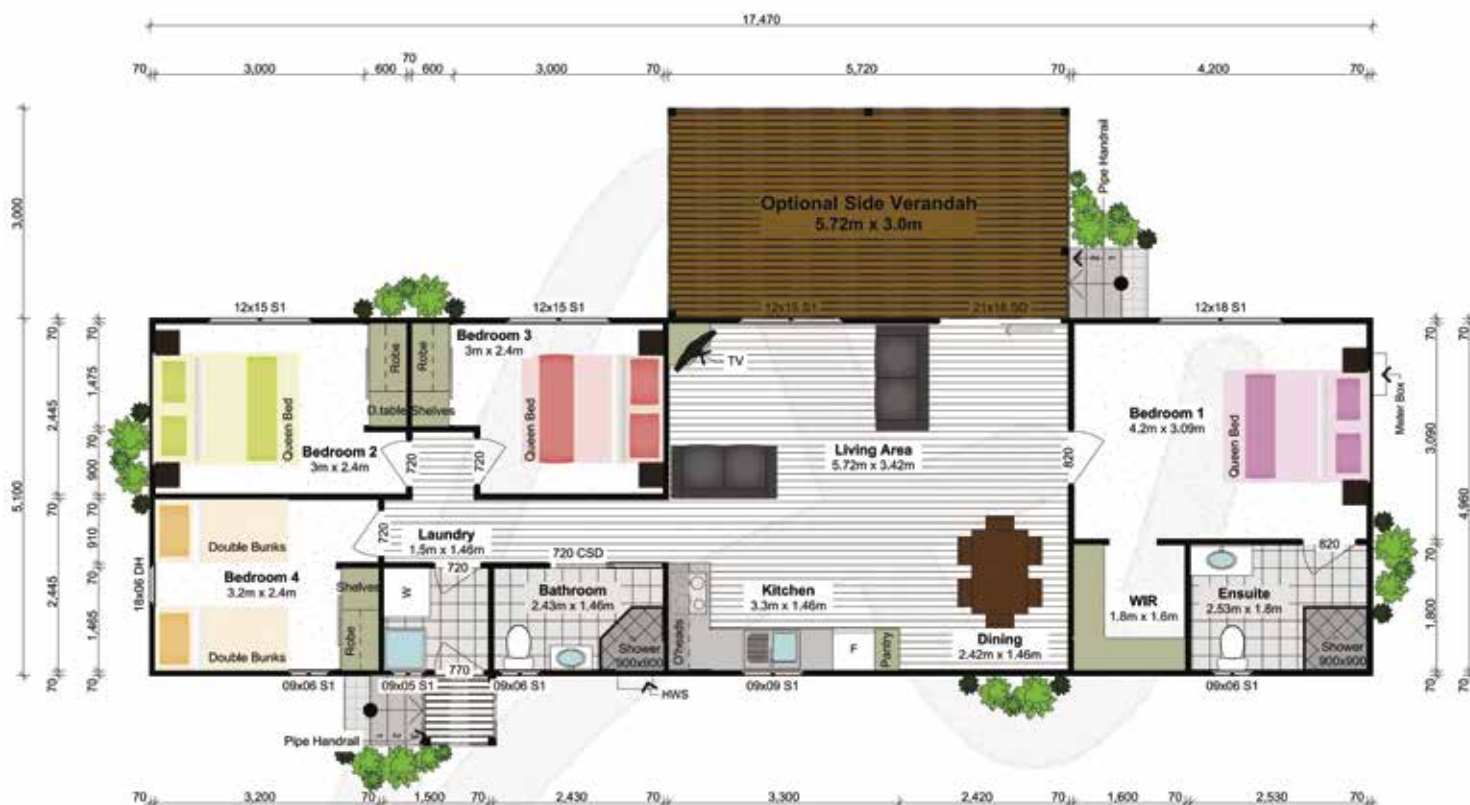 17,470
70 3,000 600 70 600 3,000 70 5,720 70 4,200 70
3,000
5,100
Optional Side Verandah
5.72m x 3.0m
Pipe Handrail
12x15 S1
12x15 S1
12x15 S1
21x18 SD
12x18 S1
70
1,475
70
900
70
910
70
1,465
70
70
2,445
70
2,445
70
Bedroom 3
3m x 2.4m
Robe
Robe
D.table
Shelves
Queen Bed
Queen Bed
Bedroom 2
3m x 2.4m
720
720
TV
Living Area
5.72m x 3.42m
820
Bedroom 1
4.2m x 3.09m
Queen Bed
Meter Box
70
3,090
70
1,800
70
70
4,960
70
18x06 DH
Double Bunks
Bedroom 4
3.2m x 2.4m
Double Bunks
720
Shelves
Robe
Laundry
1.5m x 1.46m
720
W
770
720 CSD
Bathroom
2.43m x 1.46m
Shower
900x900
O'heads
Kitchen
3.3m x 1.46m
F
Pantry
Dining
2.42m x 1.46m
WIR
1.8m x 1.6m
820
Ensuite
2.53m x 1.8m
Shower
900x900
09x06 S1
09x05 S1
09x06 S1
HWS
09x09 S1
09x06 S1
Pipe Handrail
70 3,200 70 1,500 70 2,430 70 3,300 2,420 70 1,600 70 2,530 70